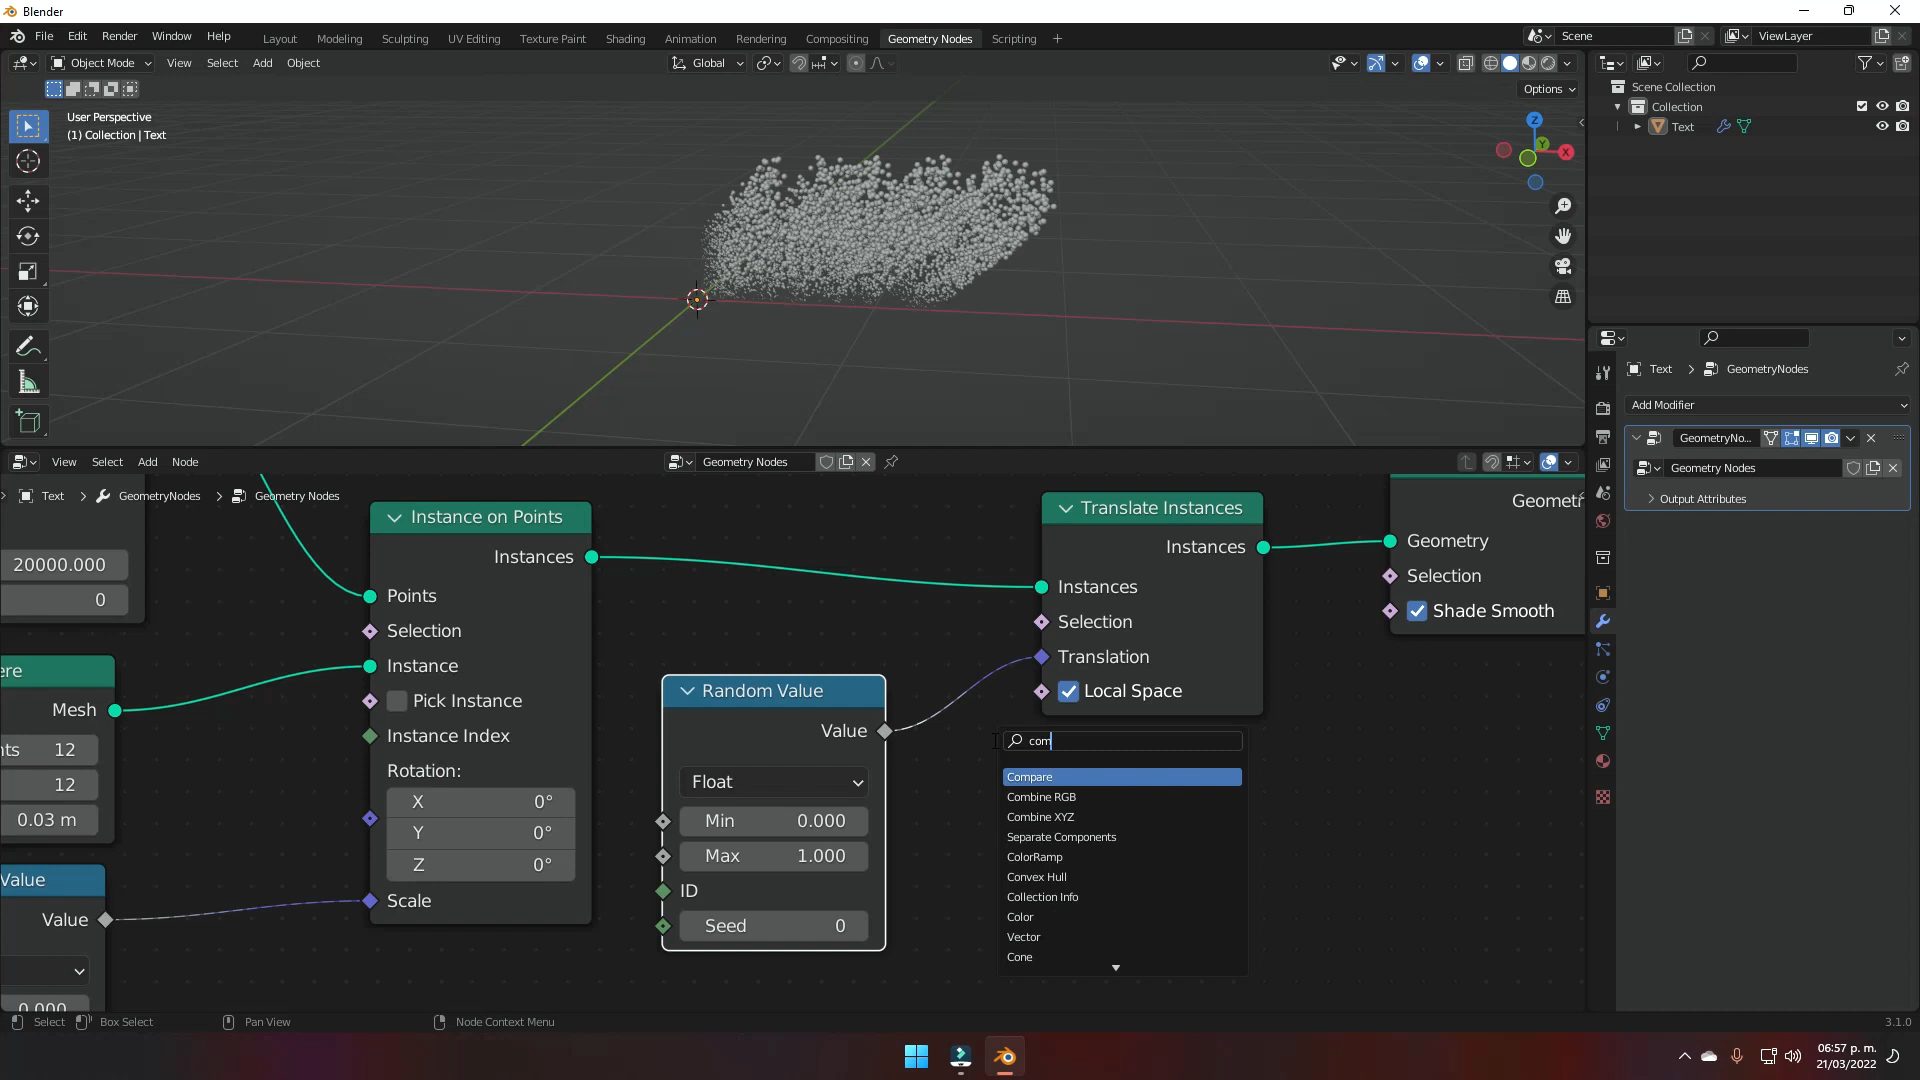 Blender
File Edit Render Window Help
Layout Modeling Sculpting UV Editing Texture Paint Shading Animation Rendering Compositing Geometry Nodes Scripting +
Scene
ViewLayer
Object Mode View Select Add Object
Global
Options
User Perspective
(1) Collection | Text
Z
Y
X
Scene Collection
Collection
Text
Text > GeometryNodes
Add Modifier
GeometryNo...
Geometry Nodes
Output Attributes
View Select Add Node
Geometry Nodes
Text > GeometryNodes > Geometry Nodes
20000.000
0
ere
Mesh
nts 12
12
0.03 m
Value
Value
0.000
Instance on Points
Instances
Points
Selection
Instance
Pick Instance
Instance Index
Rotation:
X 0°
Y 0°
Z 0°
Scale
Random Value
Value
Float
Min 0.000
Max 1.000
ID
Seed 0
Translate Instances
Instances
Instances
Selection
Translation
Local Space
com
Compare
Combine RGB
Combine XYZ
Separate Components
ColorRamp
Convex Hull
Collection Info
Color
Vector
Cone
Geometr
Geometry
Selection
Shade Smooth
Select Box Select Pan View Node Context Menu
3.1.0
06:57 p. m.
21/03/2022